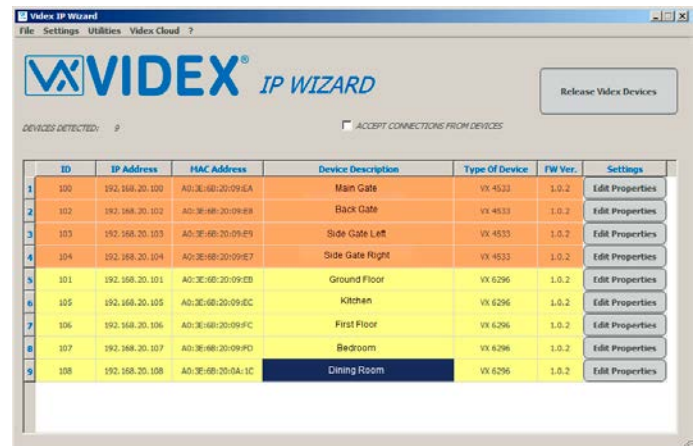 Videx IP Wizard
File Settings Utilities Videx Cloud ?
VIDEX® IP WIZARD
Release Videx Devices
DEVICES DETECTED: 9
ACCEPT CONNECTIONS FROM DEVICES
ID IP Address MAC Address Device Description Type Of Device FW Ver. Settings
1 100 192.168.20.100 A0:3E:6B:20:09:EA Main Gate VX 4533 1.0.2 Edit Properties
2 102 192.168.20.102 A0:3E:6B:20:09:E8 Back Gate VX 4533 1.0.2 Edit Properties
3 103 192.168.20.103 A0:3E:6B:20:09:E9 Side Gate Left VX 4533 1.0.2 Edit Properties
4 104 192.168.20.104 A0:3E:6B:20:09:E7 Side Gate Right VX 4533 1.0.2 Edit Properties
5 101 192.168.20.101 A0:3E:6B:20:09:EB Ground Floor VX 6296 1.0.2 Edit Properties
6 105 192.168.20.105 A0:3E:6B:20:09:EC Kitchen VX 6296 1.0.2 Edit Properties
7 106 192.168.20.106 A0:3E:6B:20:09:FC First Floor VX 6296 1.0.2 Edit Properties
8 107 192.168.20.107 A0:3E:6B:20:09:FD Bedroom VX 6296 1.0.2 Edit Properties
9 108 192.168.20.108 A0:3E:6B:20:0A:1C Dining Room VX 6296 1.0.2 Edit Properties